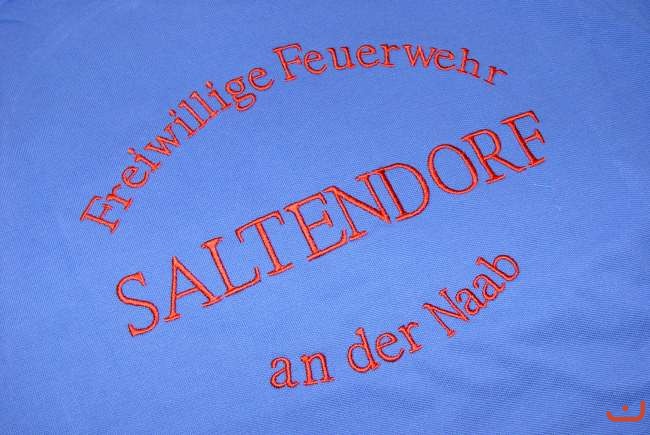 Freiwillige Feuerwehr
SALTENDORF
an der Naab